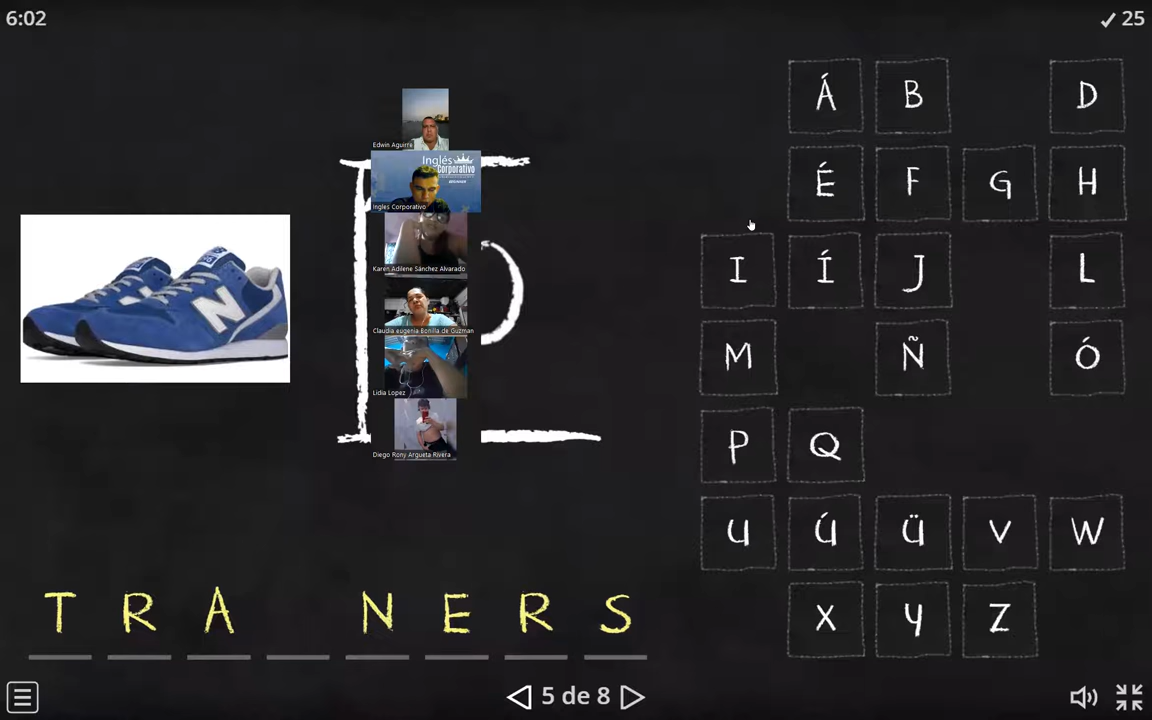 6:02
✓ 25
Á B D
É F G H
I Í J L
M Ñ Ó
P Q
U Ú Ü V W
X Y Z
Edwin Aguirre
Inglés
Corporativo
BEGINNER
Ingles Corporativo
Karen Adilene Sánchez Alvarado
Claudia eugenia Bonilla de Guzman
Lidia Lopez
Diego Rony Argueta Rivera
N
T R A N E R S
5 de 8